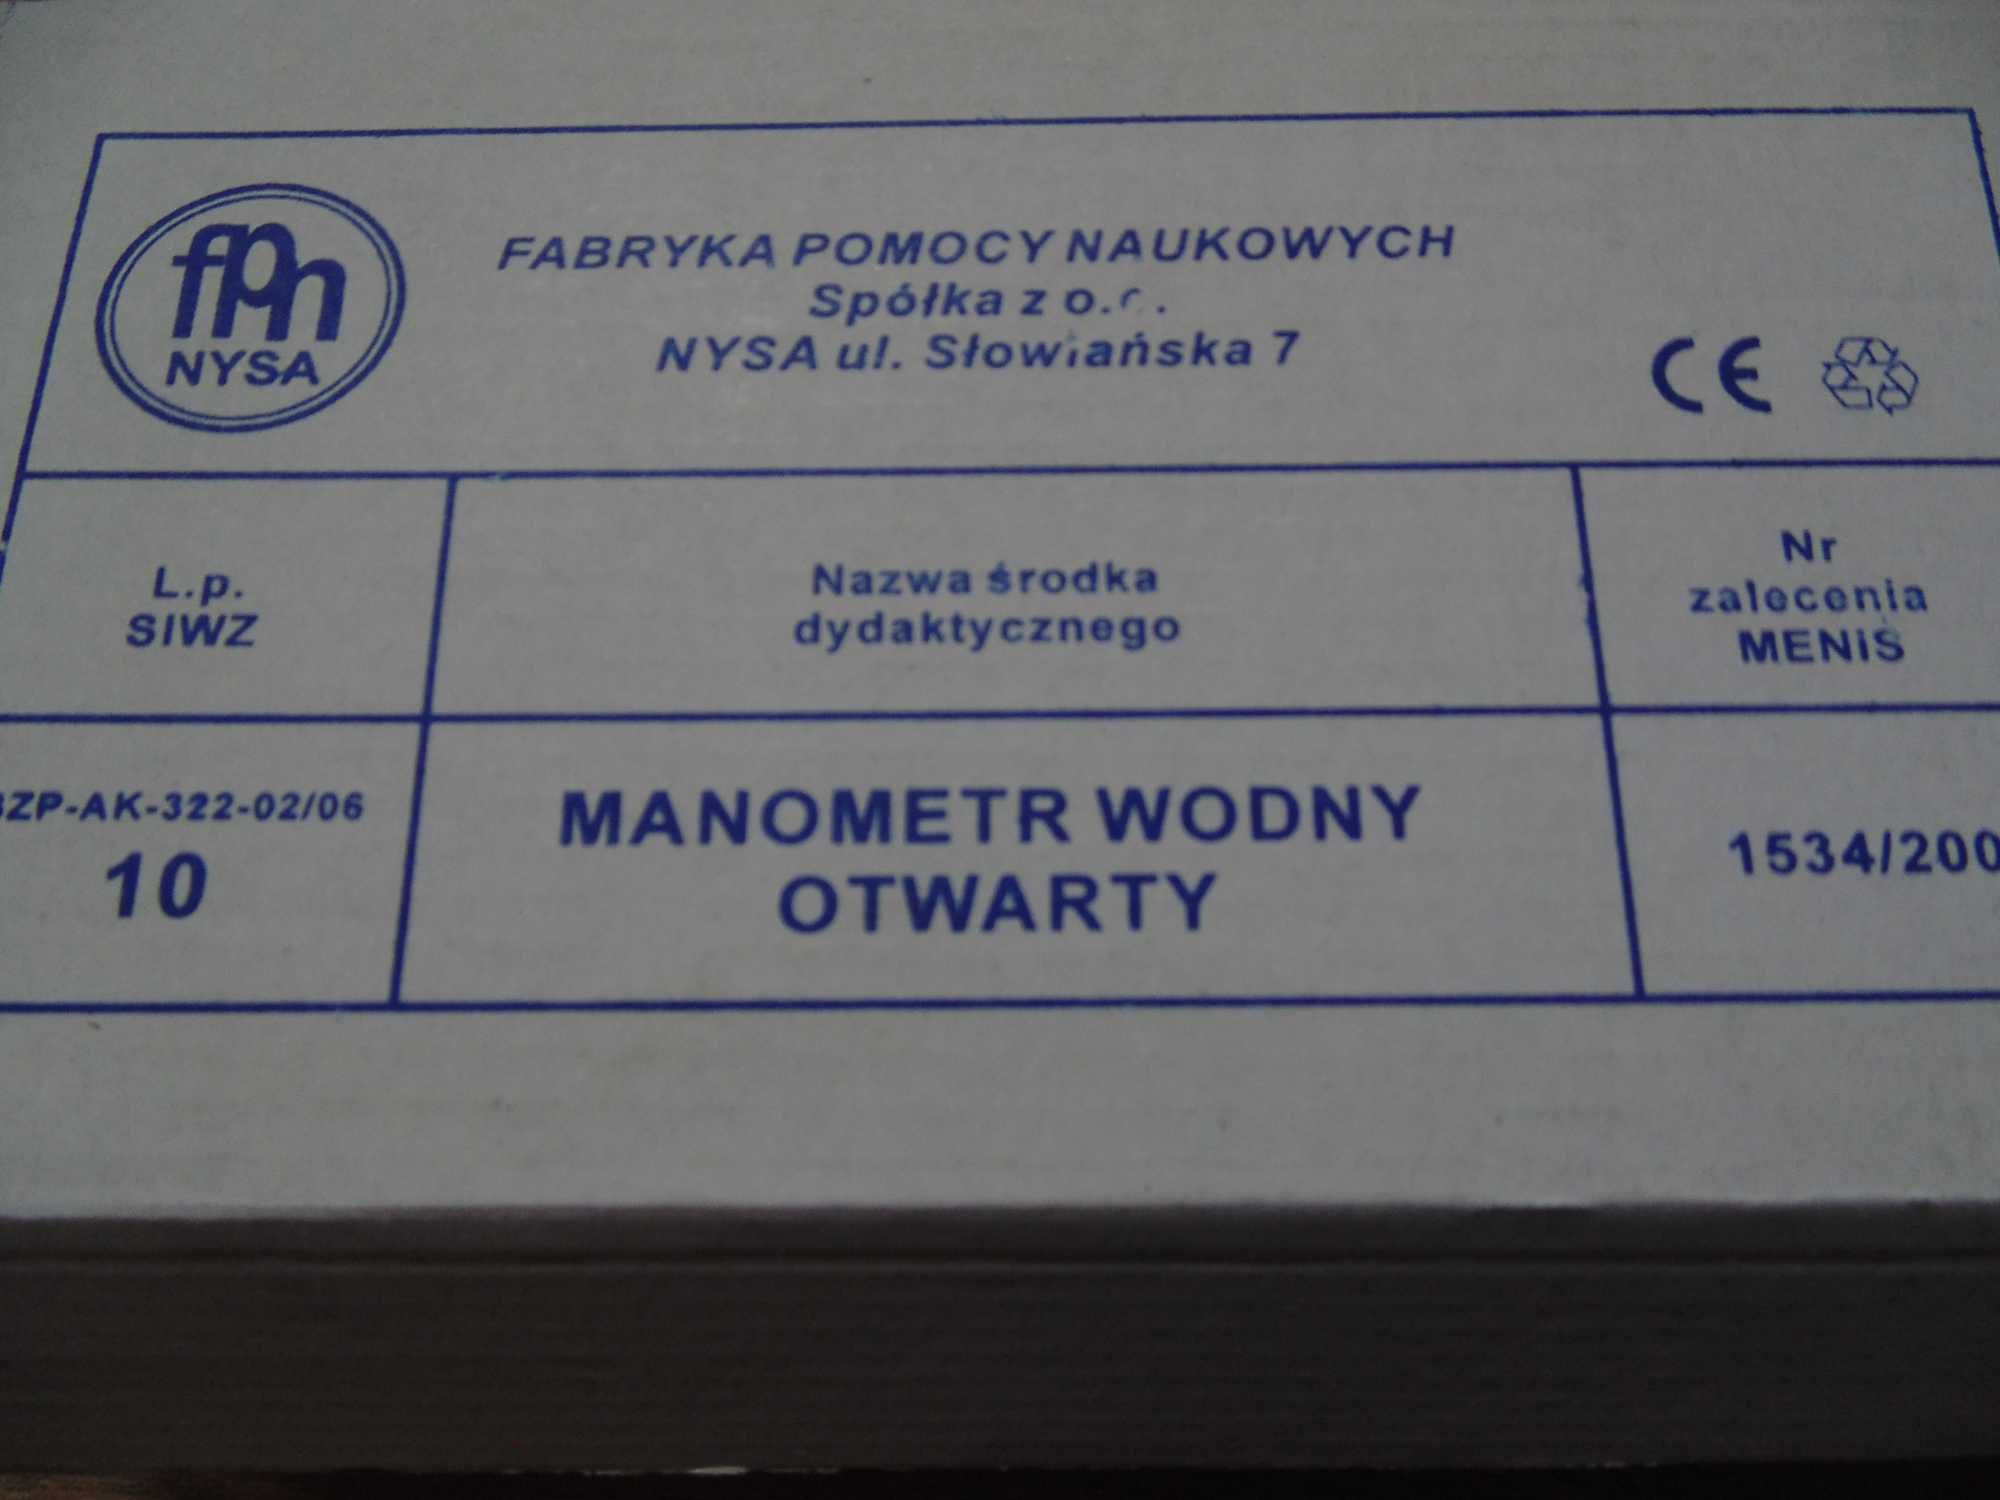 fpn
NYSA
FABRYKA POMOCY NAUKOWYCH
Spółka z o.
NYSA ul. Słowiańska 7
CE
L.p.
SIWZ
Nazwa środka
dydaktycznego
Nr
zalecenia
MENiS
ZP-AK-322-02/06
10
MANOMETR WODNY
OTWARTY
1534/200